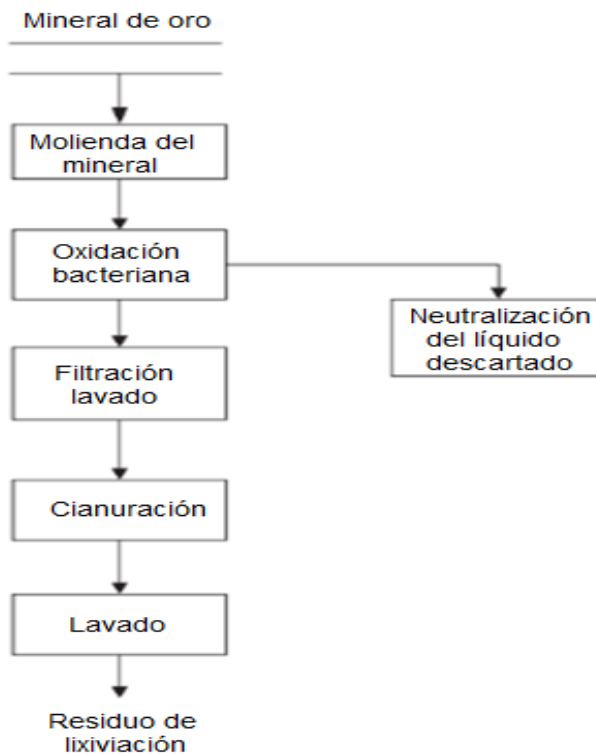 Mineral de oro
Molienda del
mineral
Oxidación
bacteriana
Neutralización
del líquido
descartado
Filtración
lavado
Cianuración
Lavado
Residuo de
lixiviación